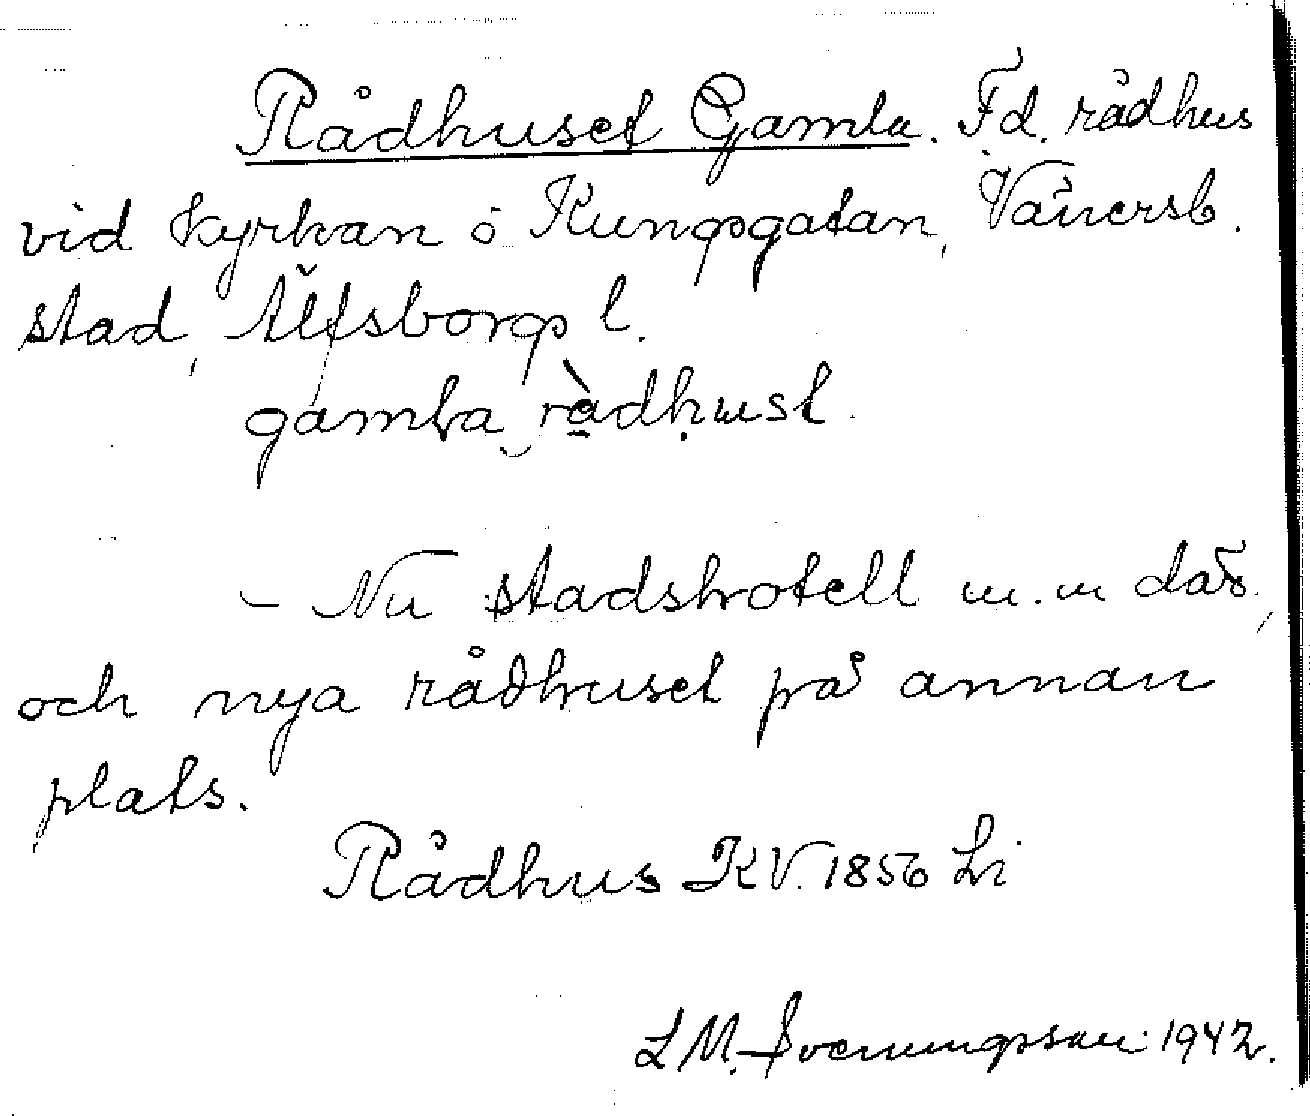 Rådhuset Gamla. Fd. rådhus
vid kyrkan o Kungsgatan, Vänersb.
stad, Älfsborgs l.
gamla rådhust.
- Nu stadshotell m.m där,
och nya rådhuset på annan
plats.
Rådhus KV. 1856 Li
L M. Svenungsson 1942.